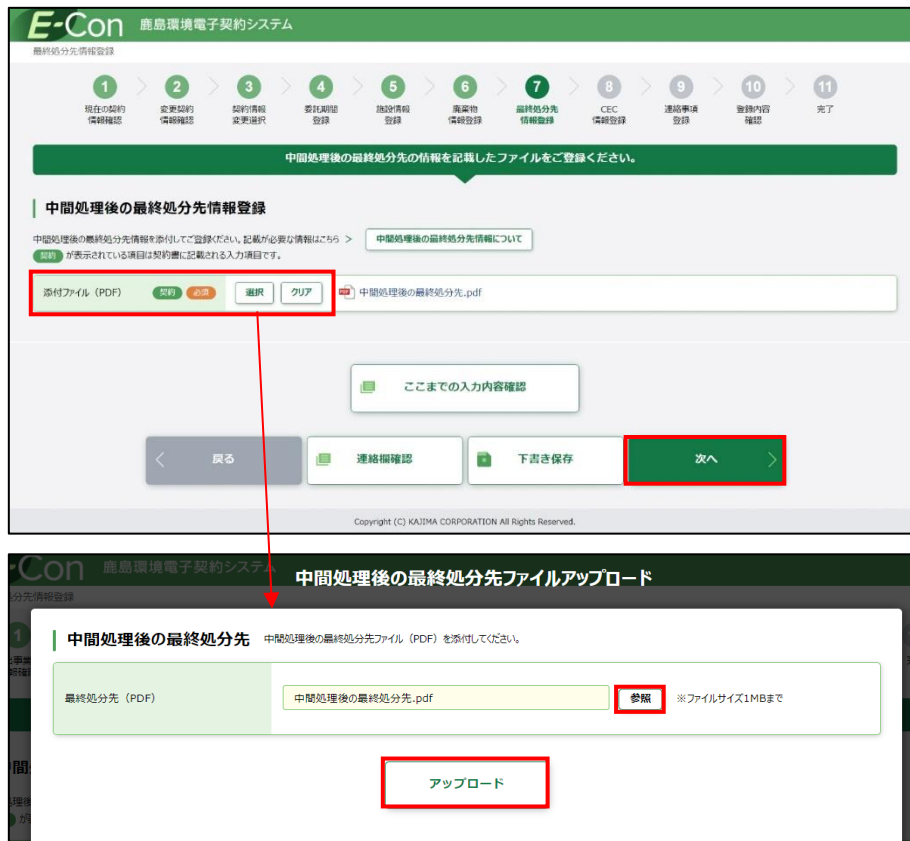 E-Con 鹿島環境電子契約システム
最終処分先情報登録
1 2 3 4 5 6 7 8 9 10 11
現在の契約情報確認 変更契約情報確認 契約情報変更選択 委託期間登録 施設情報登録 廃棄物情報登録 最終処分先情報登録 CEC情報登録 連絡事項登録 登録内容確認 完了
中間処理後の最終処分先の情報を記載したファイルをご登録ください。
中間処理後の最終処分先情報登録
中間処理後の最終処分先情報を添付してご登録ください。記載が必要な情報はこちら > 中間処理後の最終処分先情報について
契約 が表示されている項目は契約書に記載される入力項目です。
添付ファイル（PDF） 契約 必須 選択 クリア 中間処理後の最終処分先.pdf
ここまでの入力内容確認
戻る 連絡欄確認 下書き保存 次へ
Copyright (C) KAJIMA CORPORATION All Rights Reserved.
-Con 鹿島環境電子契約システム 中間処理後の最終処分先ファイルアップロード
分先情報登録
1
中間処理後の最終処分先 中間処理後の最終処分先ファイル（PDF）を添付してください。
最終処分先（PDF） 中間処理後の最終処分先.pdf 参照 ※ファイルサイズ1MBまで
アップロード